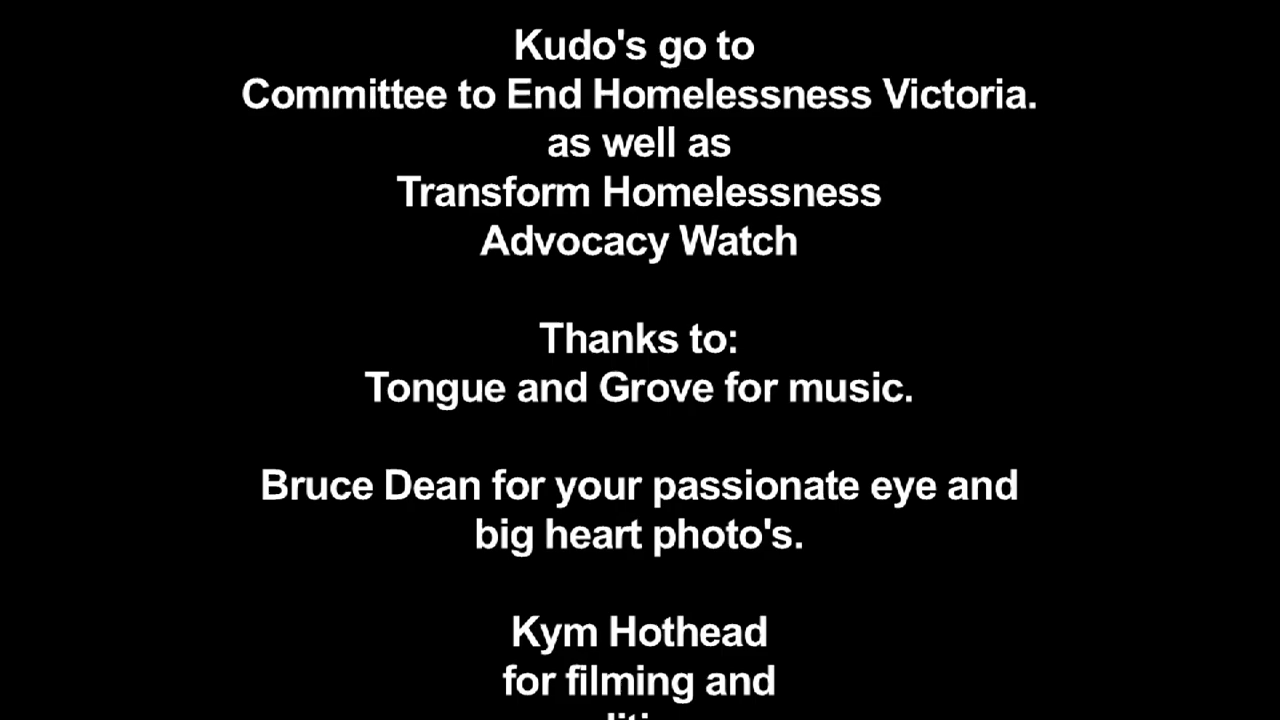 Kudo's go to
Committee to End Homelessness Victoria.
as well as
Transform Homelessness
Advocacy Watch
Thanks to:
Tongue and Grove for music.
Bruce Dean for your passionate eye and
big heart photo's.
Kym Hothead
for filming and